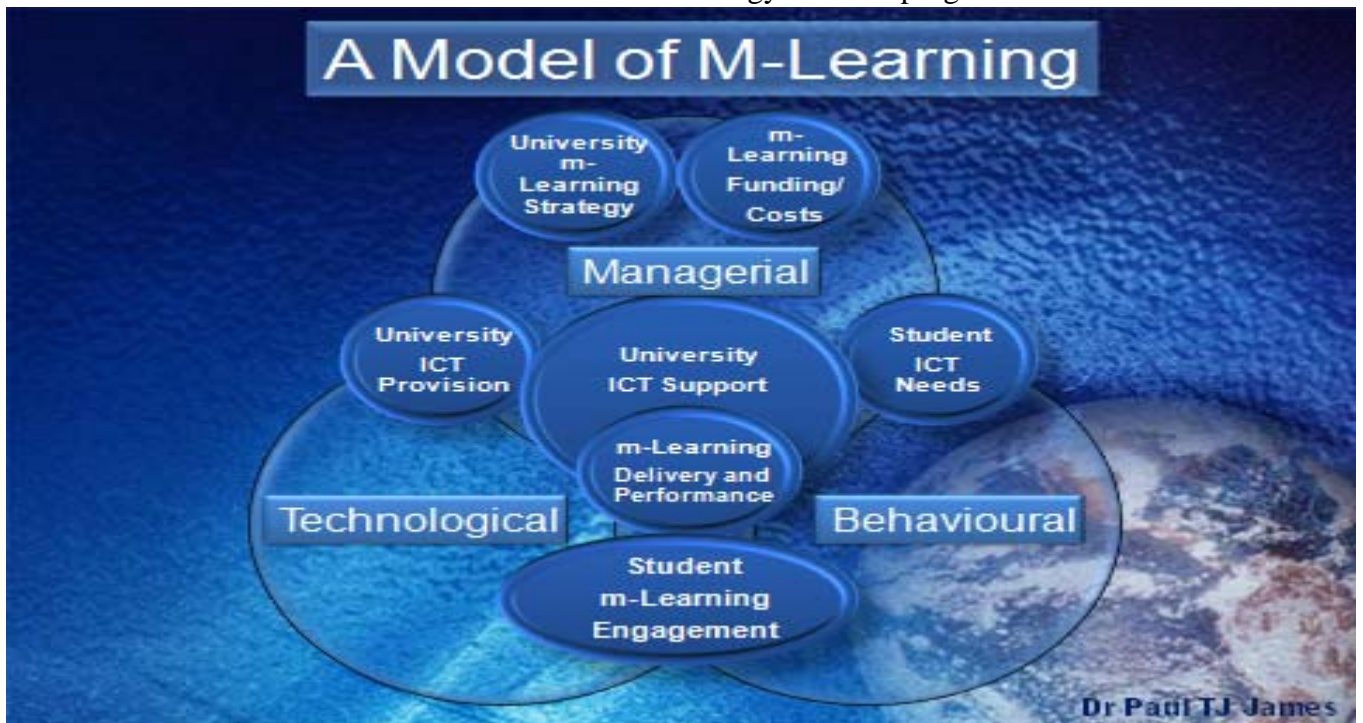 A Model of M-Learning
University
m-
Learning
Strategy
m-
Learning
Funding/
Costs
Managerial
University
ICT
Provision
University
ICT Support
Student
ICT
Needs
m-Learning
Delivery and
Performance
Technological
Behavioural
Student
m-Learning
Engagement
Dr Paul TJ James